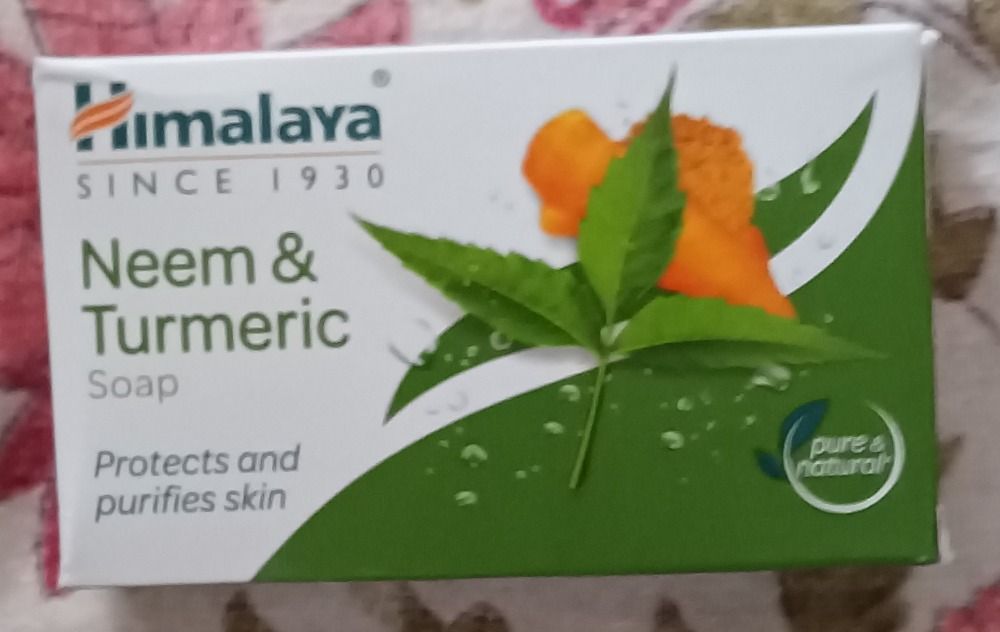 Himalaya®
SINCE 1930
Neem &
Turmeric
Soap
Protects and
purifies skin
pure &
natural